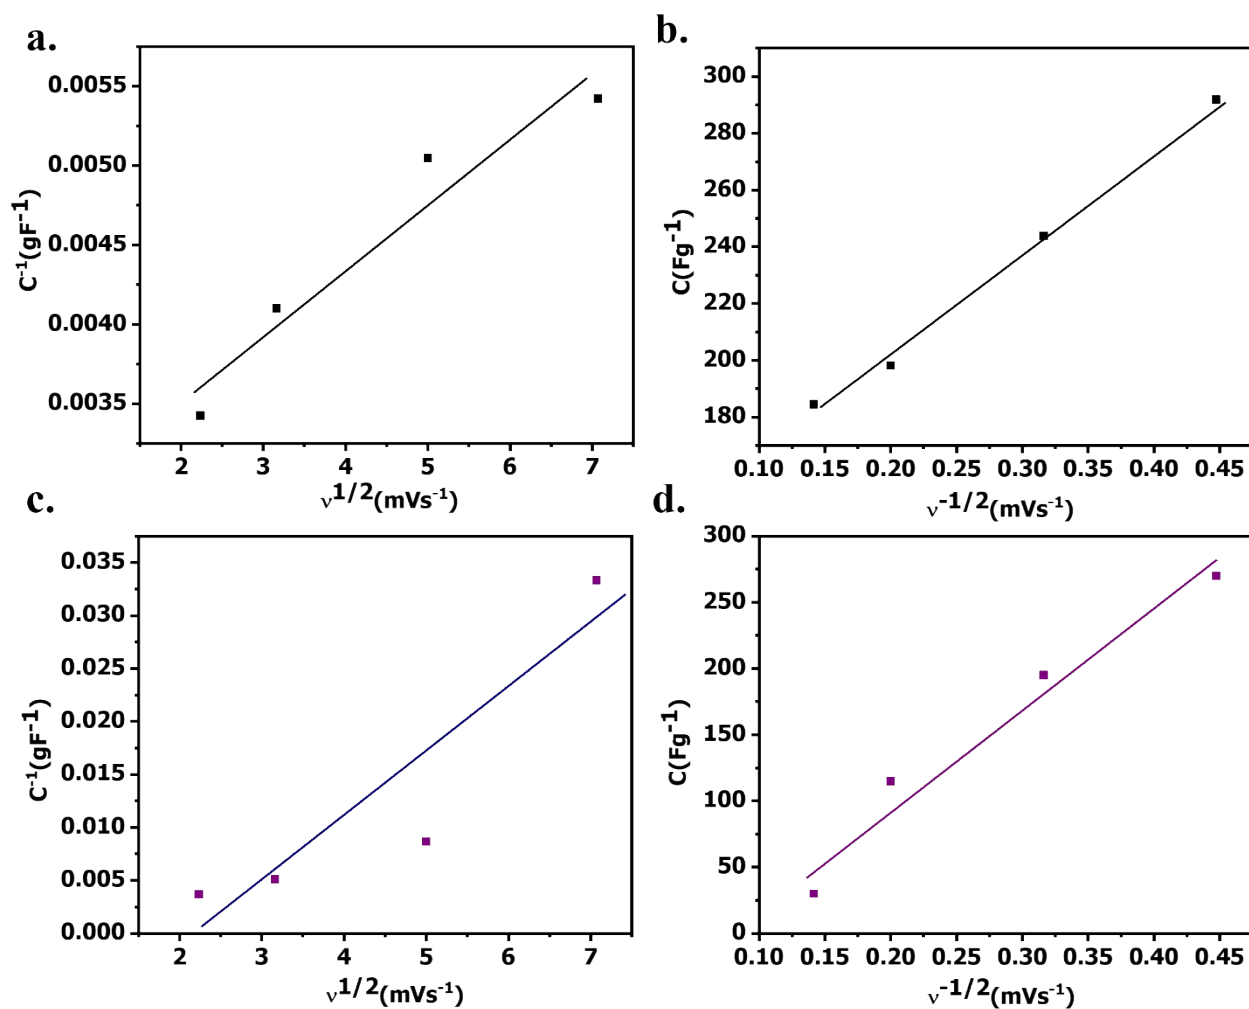 a.
0.0055
0.0050
0.0045
0.0040
0.0035
C⁻¹(gF⁻¹)
2 3 4 5 6 7
ν1/2(mVs⁻¹)
b.
300
280
260
240
220
200
180
C(Fg⁻¹)
0.10 0.15 0.20 0.25 0.30 0.35 0.40 0.45
ν⁻1/2(mVs⁻¹)
c.
0.035
0.030
0.025
0.020
0.015
0.010
0.005
0.000
C⁻¹(gF⁻¹)
2 3 4 5 6 7
ν1/2(mVs⁻¹)
d.
300
250
200
150
100
50
0
C(Fg⁻¹)
0.10 0.15 0.20 0.25 0.30 0.35 0.40 0.45
ν⁻1/2(mVs⁻¹)